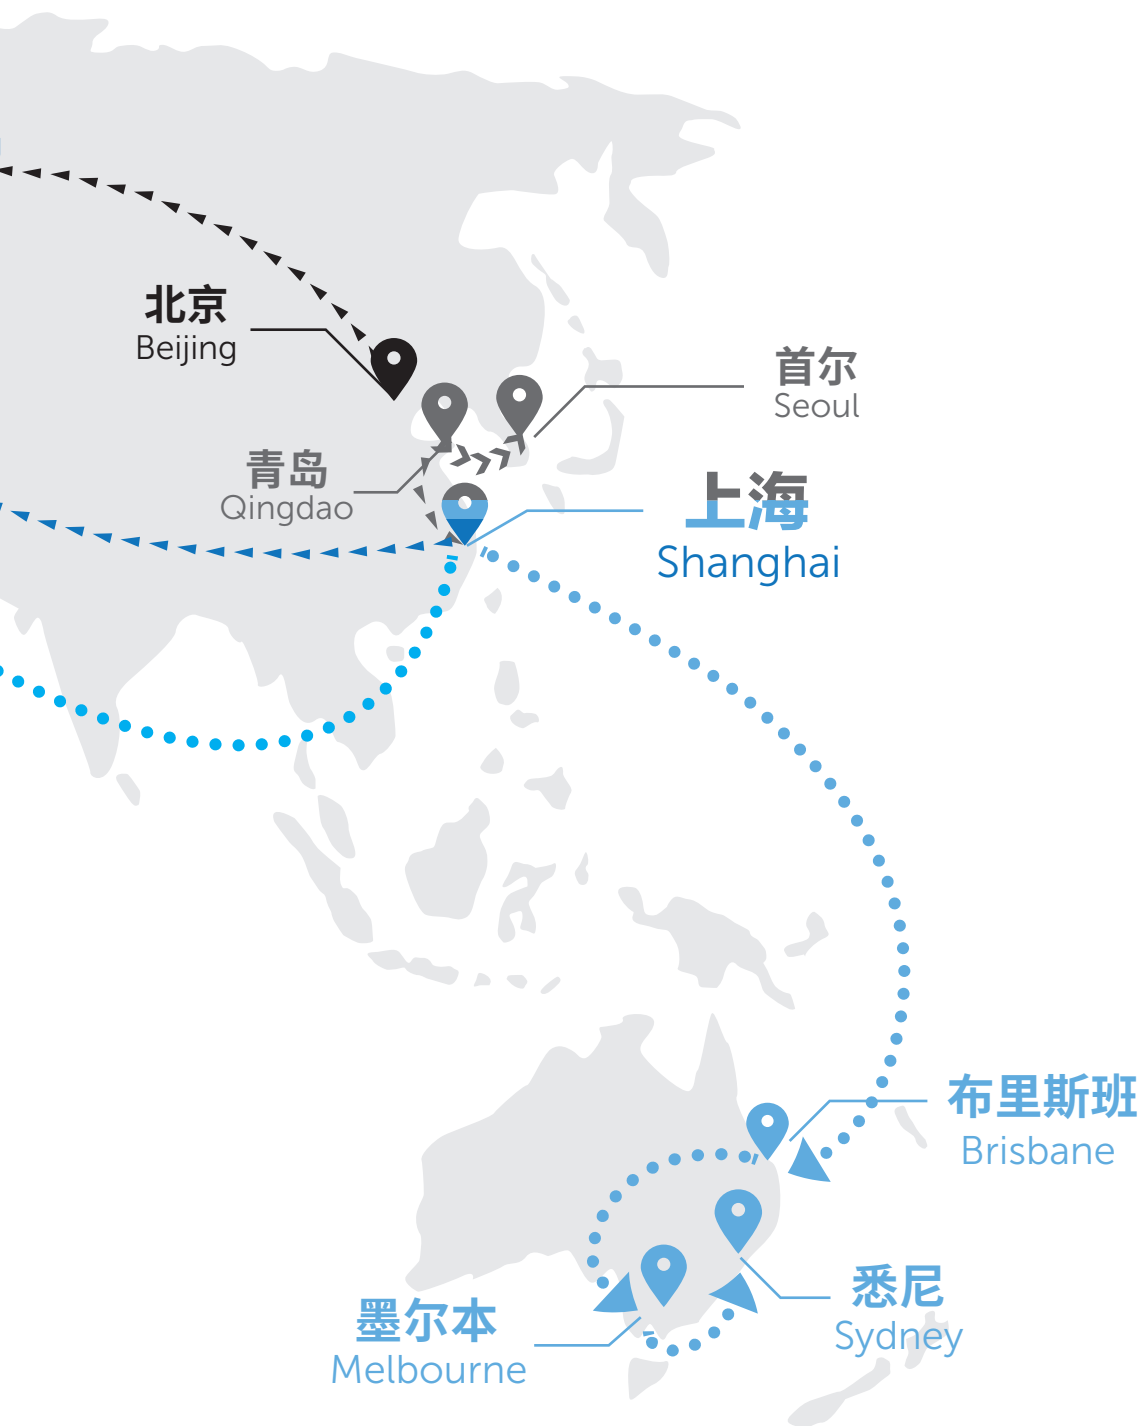 北京
Beijing
首尔
Seoul
青岛
Qingdao
上海
Shanghai
布里斯班
Brisbane
悉尼
Sydney
墨尔本
Melbourne